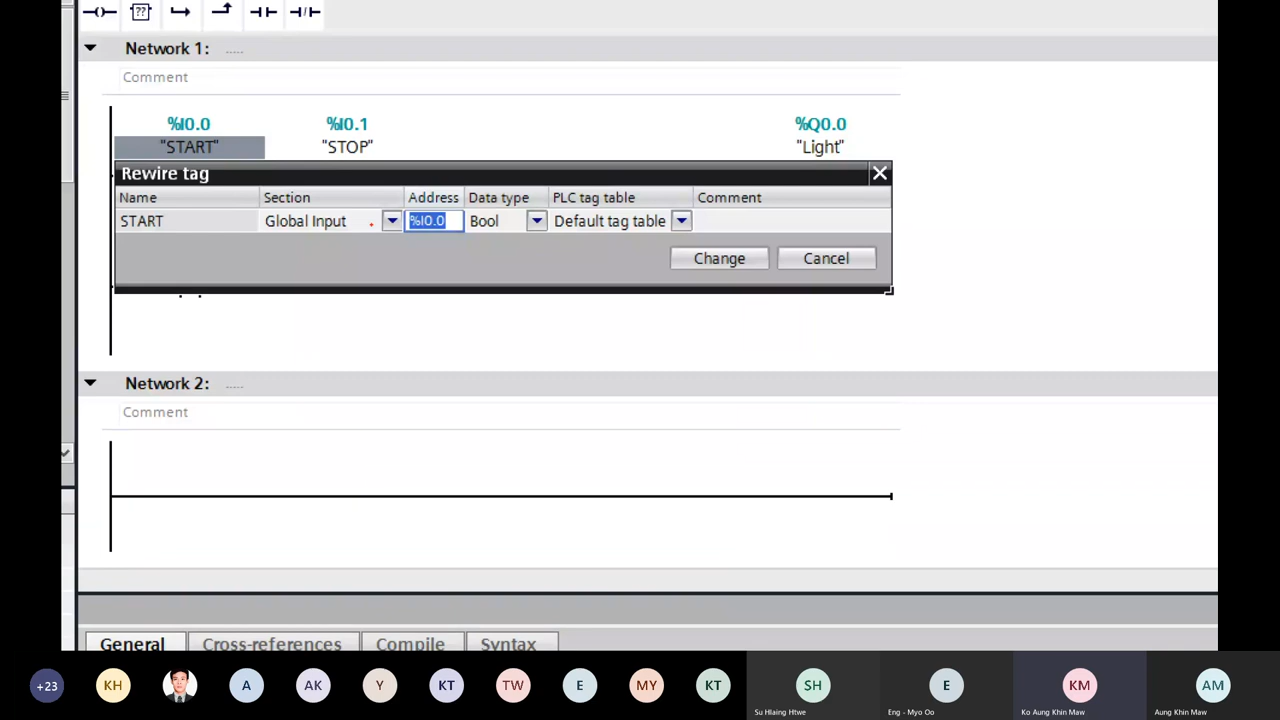 ??
Network 1: .....
Comment
%I0.0 %I0.1 %Q0.0
"START" "STOP" "Light"
Rewire tag
Name Section Address Data type PLC tag table Comment
START Global Input %I0.0 Bool Default tag table
Change Cancel
Network 2: .....
Comment
General Cross-references Compile Syntax
+23 KH A AK Y KT TW E MY KT SH E KM AM
Su Hlaing Htwe Eng - Myo Oo Ko Aung Khin Maw Aung Khin Maw